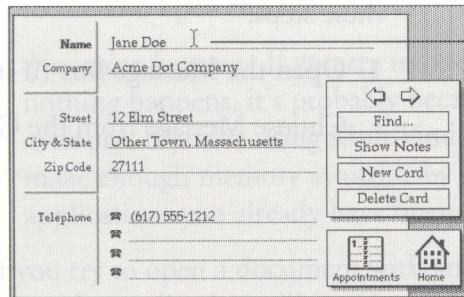 Name Jane Doe
Company Acme Dot Company
Street 12 Elm Street
City & State Other Town, Massachusetts
Zip Code 27111
Telephone ☎ (617) 555-1212
☎
☎
☎
Find...
Show Notes
New Card
Delete Card
1..
Appointments Home